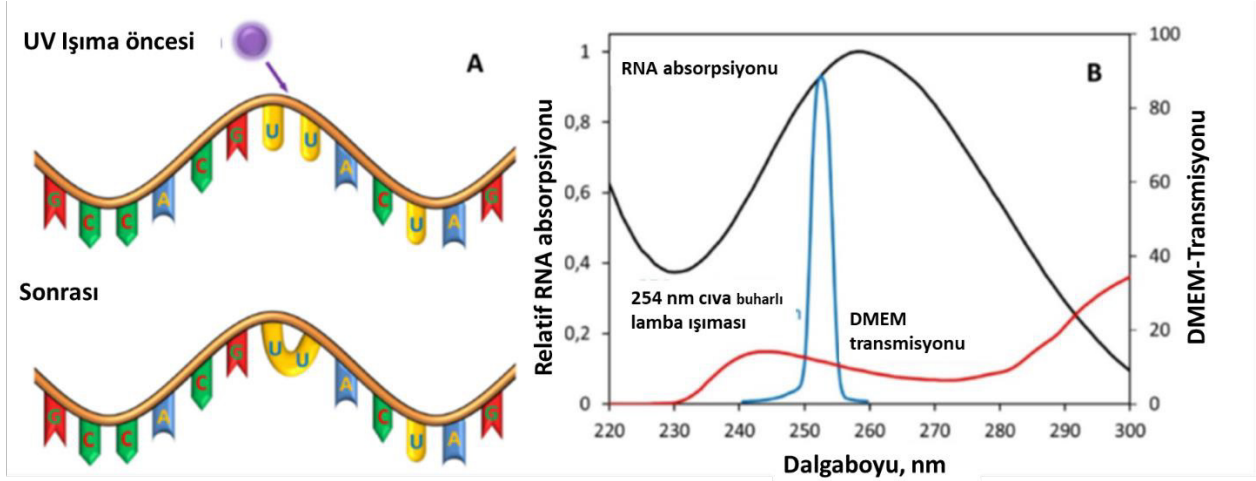 UV Işıma öncesi
A
G C C A C G U U A C U A G
Sonrası
G C C A C G U U A C U A G
B
RNA absorpsiyonu
254 nm cıva buharlı
lamba ışıması
DMEM
transmisyonu
Relatif RNA absorpsiyonu
1
0,8
0,6
0,4
0,2
0
100
80
60
40
20
0
DMEM-Transmisyonu
220 230 240 250 260 270 280 290 300
Dalgaboyu, nm